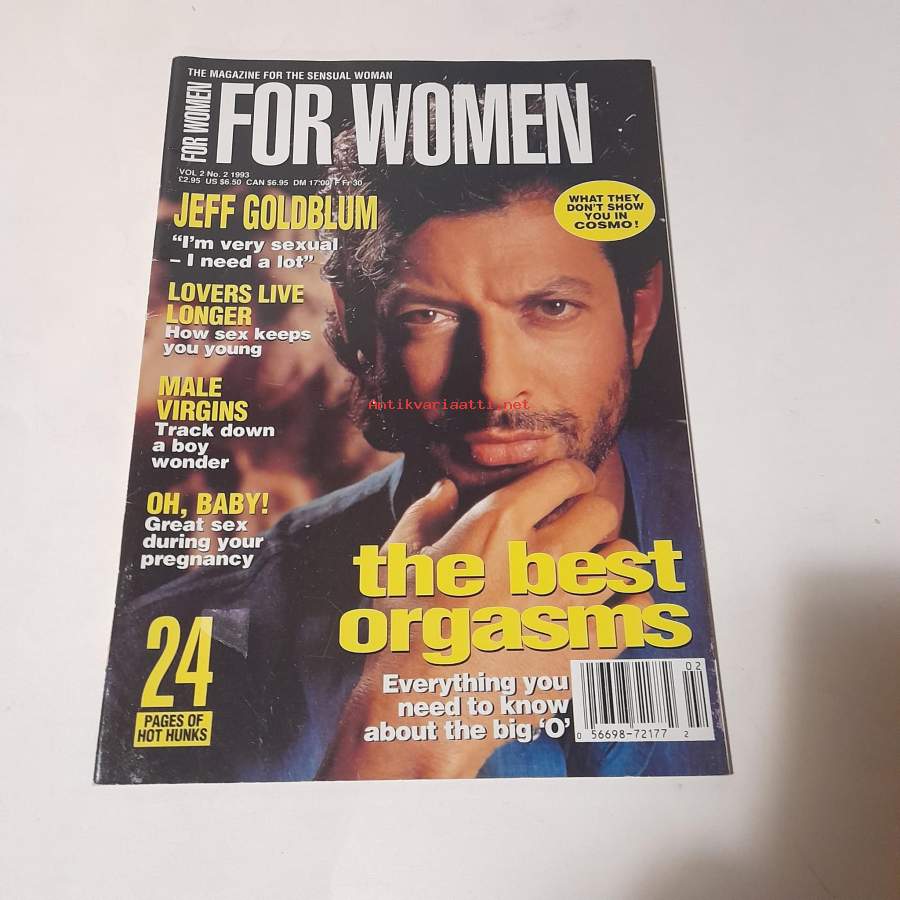 THE MAGAZINE FOR THE SENSUAL WOMAN
FOR WOMEN
FOR WOMEN
VOL 2 No. 2 1993
£2.95 US $6.50 CAN $6.95 DM 17.00 F Fr 30
JEFF GOLDBLUM
"I'm very sexual
– I need a lot"
WHAT THEY
DON'T SHOW
YOU IN
COSMO!
LOVERS LIVE
LONGER
How sex keeps
you young
MALE
VIRGINS
Track down
a boy
wonder
Antikvariaatti.net
OH, BABY!
Great sex
during your
pregnancy
the best
orgasms
Everything you
need to know
about the big 'O'
24
PAGES OF
HOT HUNKS
02
0 56698-72177 2